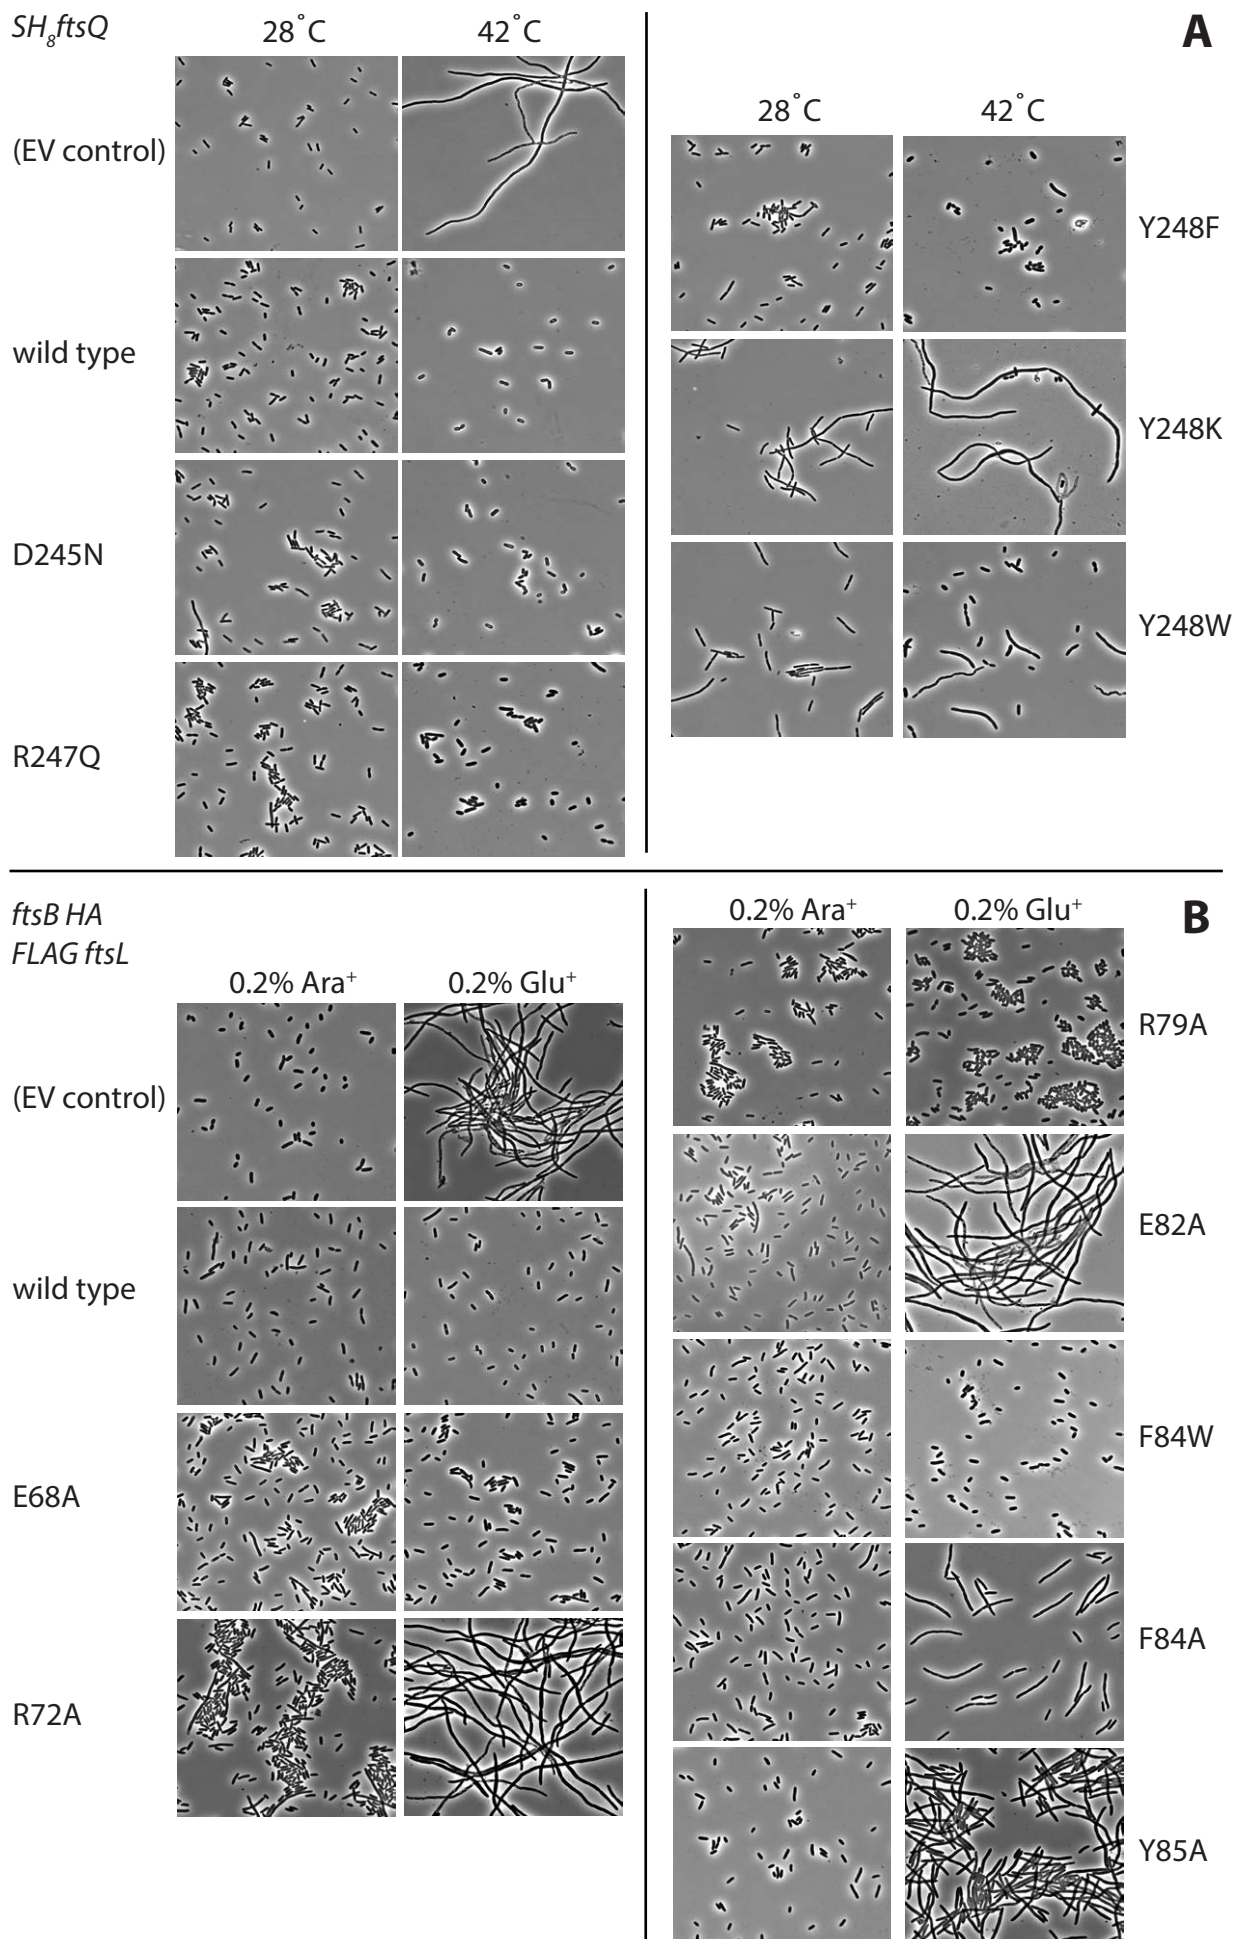 SH8ftsQ
28°C 42°C
A
(EV control)
wild type
D245N
R247Q
28°C 42°C
Y248F
Y248K
Y248W
ftsB HA
FLAG ftsL
0.2% Ara+ 0.2% Glu+
B
(EV control)
wild type
E68A
R72A
0.2% Ara+ 0.2% Glu+
R79A
E82A
F84W
F84A
Y85A